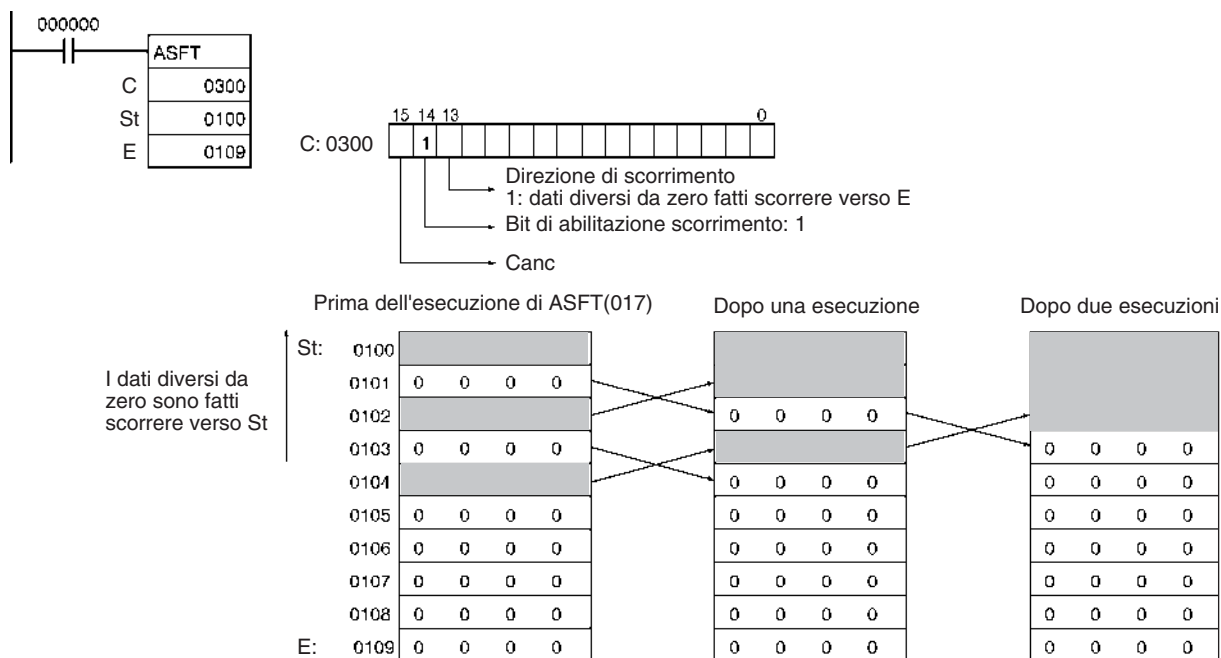 000000
ASFT
C 0300
St 0100
E 0109
15 14 13 0
C: 0300 1
Direzione di scorrimento
1: dati diversi da zero fatti scorrere verso E
Bit di abilitazione scorrimento: 1
Canc
Prima dell'esecuzione di ASFT(017) Dopo una esecuzione Dopo due esecuzioni
I dati diversi da
zero sono fatti
scorrere verso St
St: 0100
0101 0 0 0 0
0102 0 0 0 0
0103 0 0 0 0 0 0 0 0
0104 0 0 0 0 0 0 0 0
0105 0 0 0 0 0 0 0 0 0 0 0 0
0106 0 0 0 0 0 0 0 0 0 0 0 0
0107 0 0 0 0 0 0 0 0 0 0 0 0
0108 0 0 0 0 0 0 0 0 0 0 0 0
E: 0109 0 0 0 0 0 0 0 0 0 0 0 0